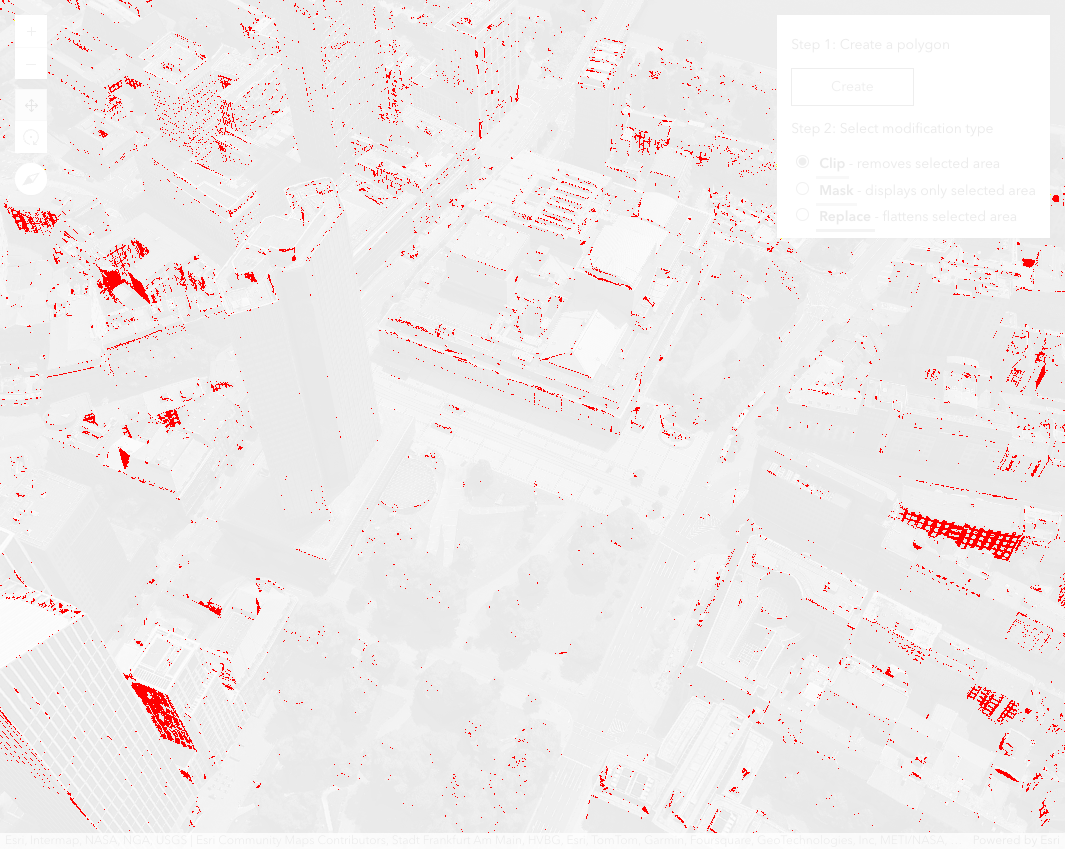 Step 1: Create a polygon
Create
Step 2: Select modification type
Clip - removes selected area
Mask - displays only selected area
Replace - flattens selected area
Esri, Intermap, NASA, NGA, USGS | Esri Community Maps Contributors, Stadt Frankfurt Am Main, HVBG, Esri, TomTom, Garmin, Foursquare, GeoTechnologies, Inc, METI/NASA, Powered by Esri